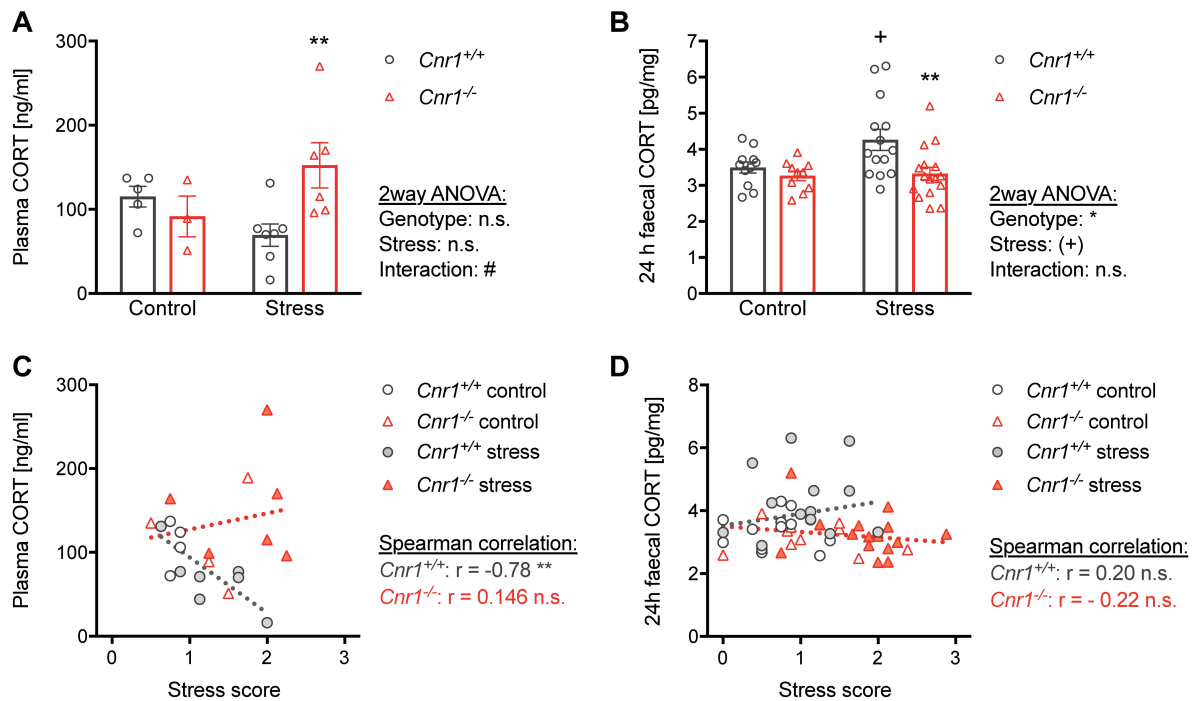 A
Plasma CORT [ng/ml]
300
200
100
0
**
Control
Stress
Cnr1+/+
Cnr1-/-
2way ANOVA:
Genotype: n.s.
Stress: n.s.
Interaction: #
B
24 h faecal CORT [pg/mg]
7
6
5
4
3
2
1
0
+
**
Control
Stress
Cnr1+/+
Cnr1-/-
2way ANOVA:
Genotype: *
Stress: (+)
Interaction: n.s.
C
Plasma CORT [ng/ml]
300
200
100
0
0
1
2
3
Stress score
Cnr1+/+ control
Cnr1-/- control
Cnr1+/+ stress
Cnr1-/- stress
Spearman correlation:
Cnr1+/+: r = -0.78 **
Cnr1-/-: r = 0.146 n.s.
D
24h faecal CORT [pg/mg]
8
6
4
2
0
0
1
2
3
Stress score
Cnr1+/+ control
Cnr1-/- control
Cnr1+/+ stress
Cnr1-/- stress
Spearman correlation:
Cnr1+/+: r = 0.20 n.s.
Cnr1-/-: r = - 0.22 n.s.